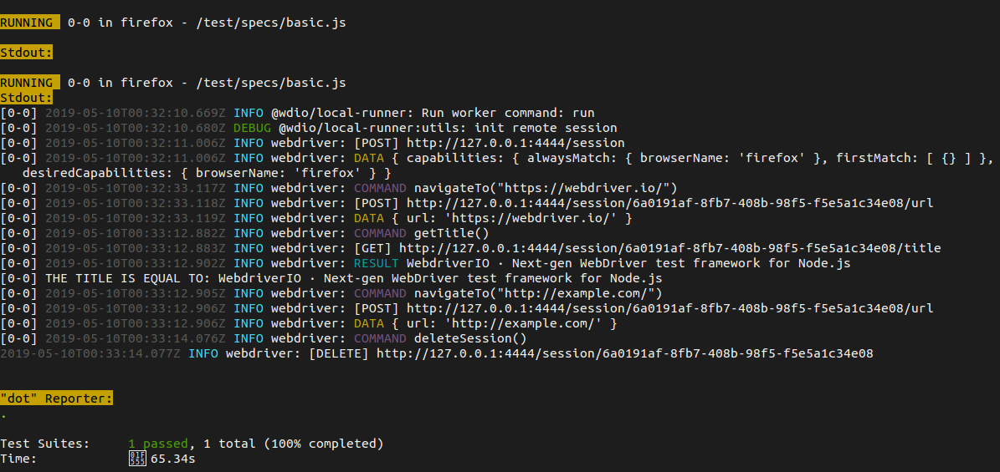 RUNNING 0-0 in firefox - /test/specs/basic.js
Stdout:
RUNNING 0-0 in firefox - /test/specs/basic.js
Stdout:
[0-0] 2019-05-10T00:32:10.669Z INFO @wdio/local-runner: Run worker command: run
[0-0] 2019-05-10T00:32:10.680Z DEBUG @wdio/local-runner:utils: init remote session
[0-0] 2019-05-10T00:32:11.006Z INFO webdriver: [POST] http://127.0.0.1:4444/session
[0-0] 2019-05-10T00:32:11.006Z INFO webdriver: DATA { capabilities: { alwaysMatch: { browserName: 'firefox' }, firstMatch: [ {} ] },
desiredCapabilities: { browserName: 'firefox' } }
[0-0] 2019-05-10T00:32:33.117Z INFO webdriver: COMMAND navigateTo("https://webdriver.io/")
[0-0] 2019-05-10T00:32:33.118Z INFO webdriver: [POST] http://127.0.0.1:4444/session/6a0191af-8fb7-408b-98f5-f5e5a1c34e08/url
[0-0] 2019-05-10T00:32:33.119Z INFO webdriver: DATA { url: 'https://webdriver.io/' }
[0-0] 2019-05-10T00:33:12.882Z INFO webdriver: COMMAND getTitle()
[0-0] 2019-05-10T00:33:12.883Z INFO webdriver: [GET] http://127.0.0.1:4444/session/6a0191af-8fb7-408b-98f5-f5e5a1c34e08/title
[0-0] 2019-05-10T00:33:12.902Z INFO webdriver: RESULT WebdriverIO · Next-gen WebDriver test framework for Node.js
[0-0] THE TITLE IS EQUAL TO: WebdriverIO · Next-gen WebDriver test framework for Node.js
[0-0] 2019-05-10T00:33:12.905Z INFO webdriver: COMMAND navigateTo("http://example.com/")
[0-0] 2019-05-10T00:33:12.906Z INFO webdriver: [POST] http://127.0.0.1:4444/session/6a0191af-8fb7-408b-98f5-f5e5a1c34e08/url
[0-0] 2019-05-10T00:33:12.906Z INFO webdriver: DATA { url: 'http://example.com/' }
[0-0] 2019-05-10T00:33:14.076Z INFO webdriver: COMMAND deleteSession()
2019-05-10T00:33:14.077Z INFO webdriver: [DELETE] http://127.0.0.1:4444/session/6a0191af-8fb7-408b-98f5-f5e5a1c34e08
"dot" Reporter:
.
Test Suites: 1 passed, 1 total (100% completed)
Time: 🕕 65.34s